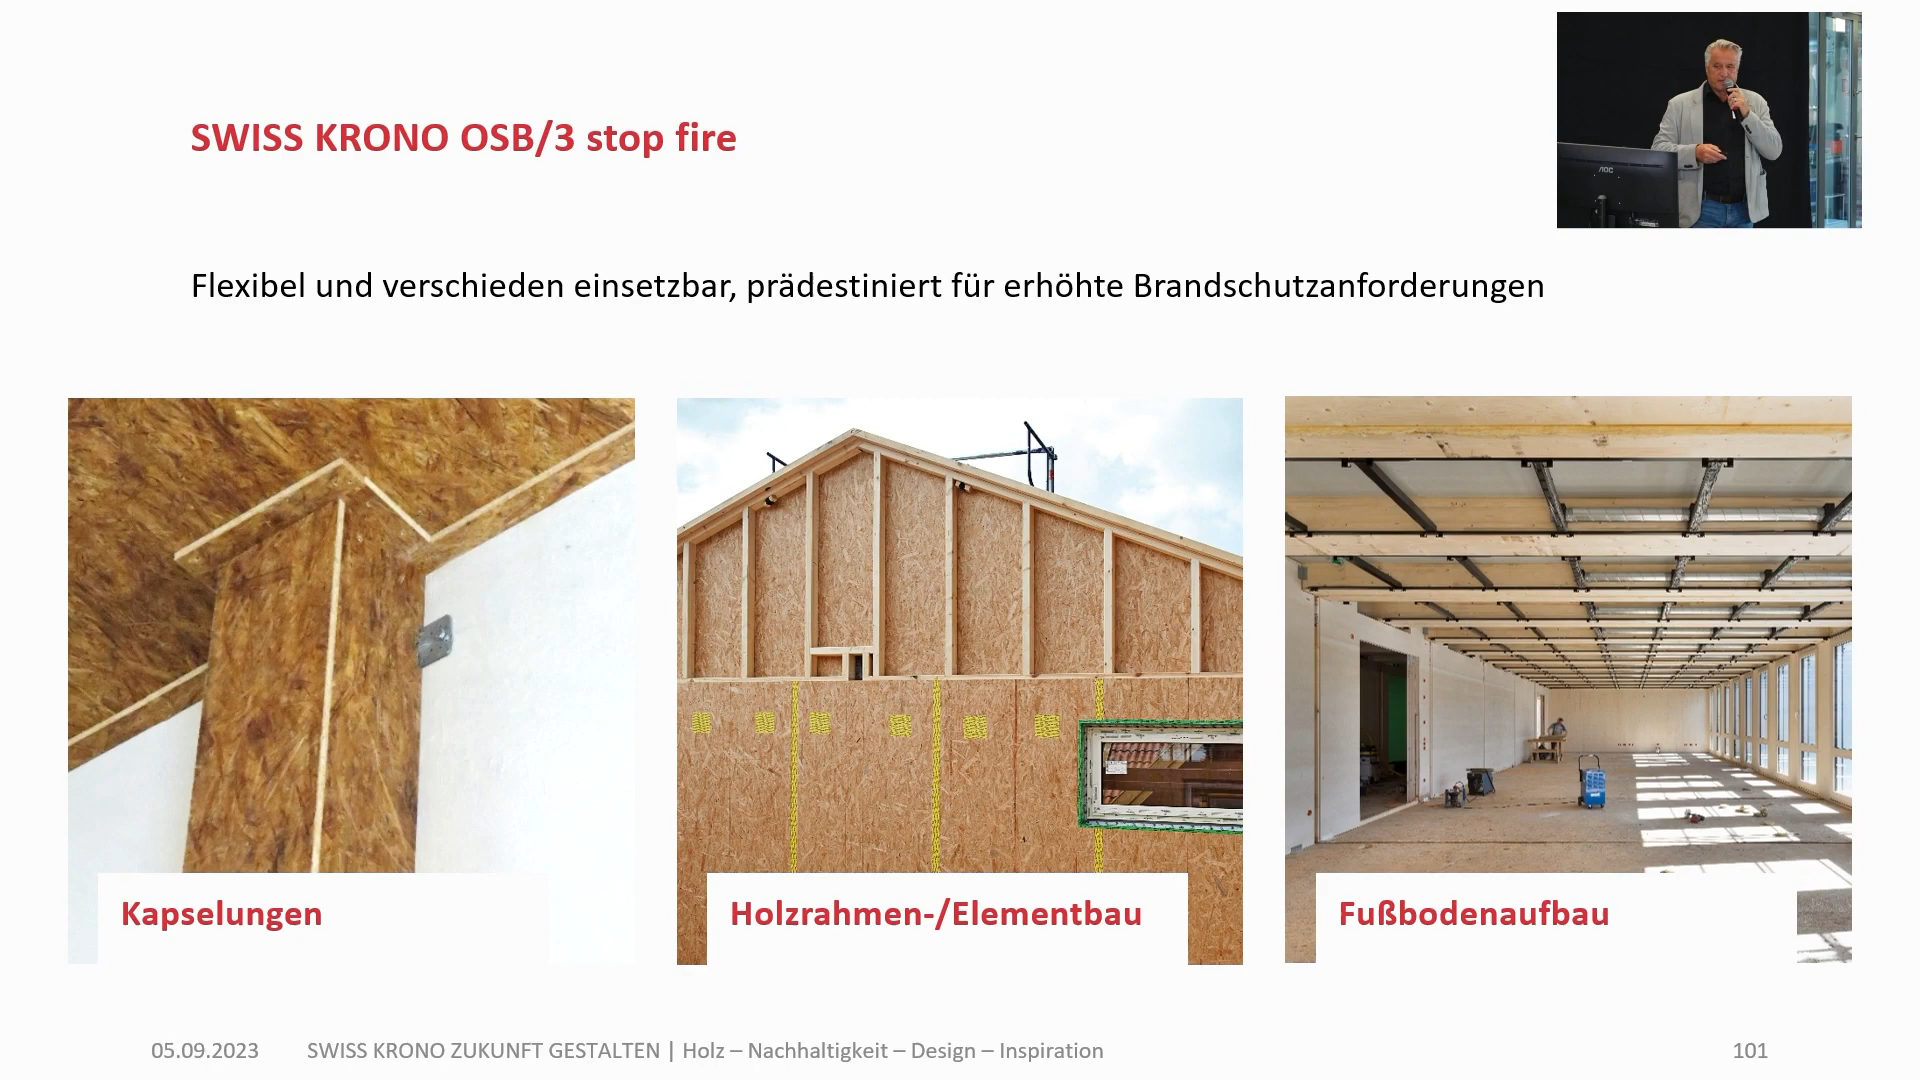 SWISS KRONO OSB/3 stop fire
AOC
Flexibel und verschieden einsetzbar, prädestiniert für erhöhte Brandschutzanforderungen
Kapselungen
Holzrahmen-/Elementbau
Fußbodenaufbau
05.09.2023 SWISS KRONO ZUKUNFT GESTALTEN | Holz – Nachhaltigkeit – Design – Inspiration 101